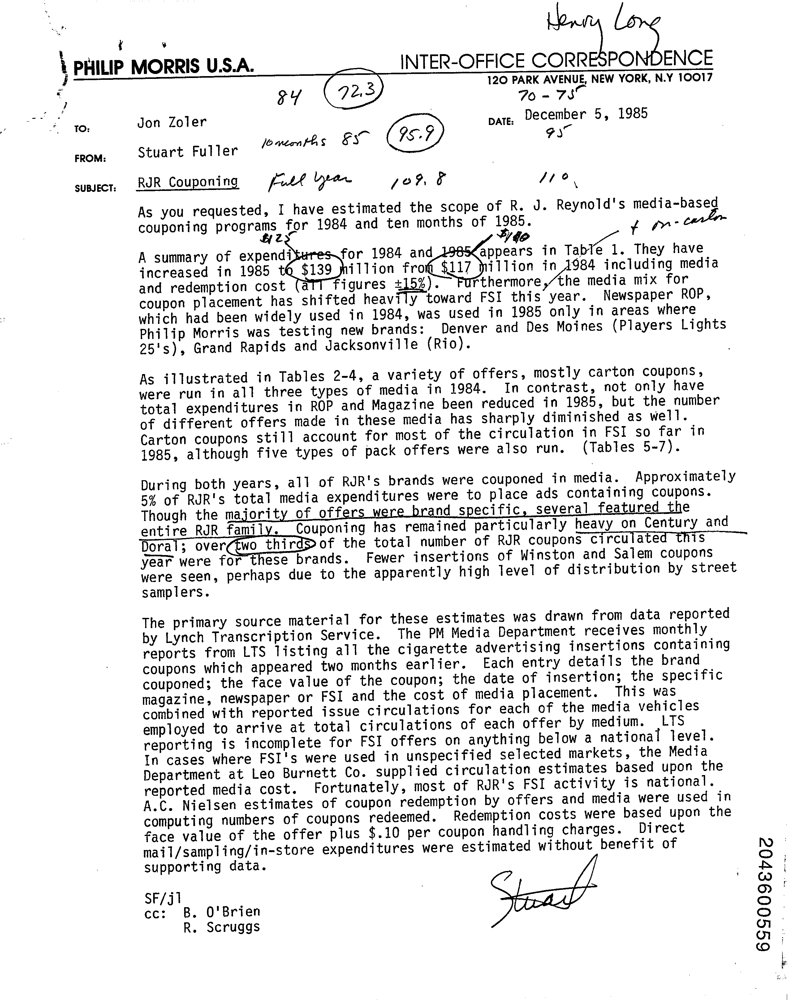 Henry Long
PHILIP MORRIS U.S.A.
INTER-OFFICE CORRESPONDENCE
120 PARK AVENUE, NEW YORK, N.Y 10017
84 72.3 70 - 75
TO: Jon Zoler
DATE: December 5, 1985
10 months 85 95.9 95
FROM: Stuart Fuller
SUBJECT: RJR Couponing
Full Year 109.8 110
As you requested, I have estimated the scope of R. J. Reynold's media-based
couponing programs for 1984 and ten months of 1985.
+ on-carton
$125 $140
A summary of expenditures for 1984 and 1985 appears in Table 1. They have
increased in 1985 to $139 million from $117 million in 1984 including media
and redemption cost (all figures ±15%). Furthermore, the media mix for
coupon placement has shifted heavily toward FSI this year. Newspaper ROP,
which had been widely used in 1984, was used in 1985 only in areas where
Philip Morris was testing new brands: Denver and Des Moines (Players Lights
25's), Grand Rapids and Jacksonville (Rio).
As illustrated in Tables 2-4, a variety of offers, mostly carton coupons,
were run in all three types of media in 1984. In contrast, not only have
total expenditures in ROP and Magazine been reduced in 1985, but the number
of different offers made in these media has sharply diminished as well.
Carton coupons still account for most of the circulation in FSI so far in
1985, although five types of pack offers were also run. (Tables 5-7).
During both years, all of RJR's brands were couponed in media. Approximately
5% of RJR's total media expenditures were to place ads containing coupons.
Though the majority of offers were brand specific, several featured the
entire RJR family. Couponing has remained particularly heavy on Century and
Doral; over two thirds of the total number of RJR coupons circulated this
year were for these brands. Fewer insertions of Winston and Salem coupons
were seen, perhaps due to the apparently high level of distribution by street
samplers.
The primary source material for these estimates was drawn from data reported
by Lynch Transcription Service. The PM Media Department receives monthly
reports from LTS listing all the cigarette advertising insertions containing
coupons which appeared two months earlier. Each entry details the brand
couponed; the face value of the coupon; the date of insertion; the specific
magazine, newspaper or FSI and the cost of media placement. This was
combined with reported issue circulations for each of the media vehicles
employed to arrive at total circulations of each offer by medium. LTS
reporting is incomplete for FSI offers on anything below a national level.
In cases where FSI's were used in unspecified selected markets, the Media
Department at Leo Burnett Co. supplied circulation estimates based upon the
reported media cost. Fortunately, most of RJR's FSI activity is national.
A.C. Nielsen estimates of coupon redemption by offers and media were used in
computing numbers of coupons redeemed. Redemption costs were based upon the
face value of the offer plus $.10 per coupon handling charges. Direct
mail/sampling/in-store expenditures were estimated without benefit of
supporting data.
Stuart
SF/jl
cc: B. O'Brien
R. Scruggs
2043600559